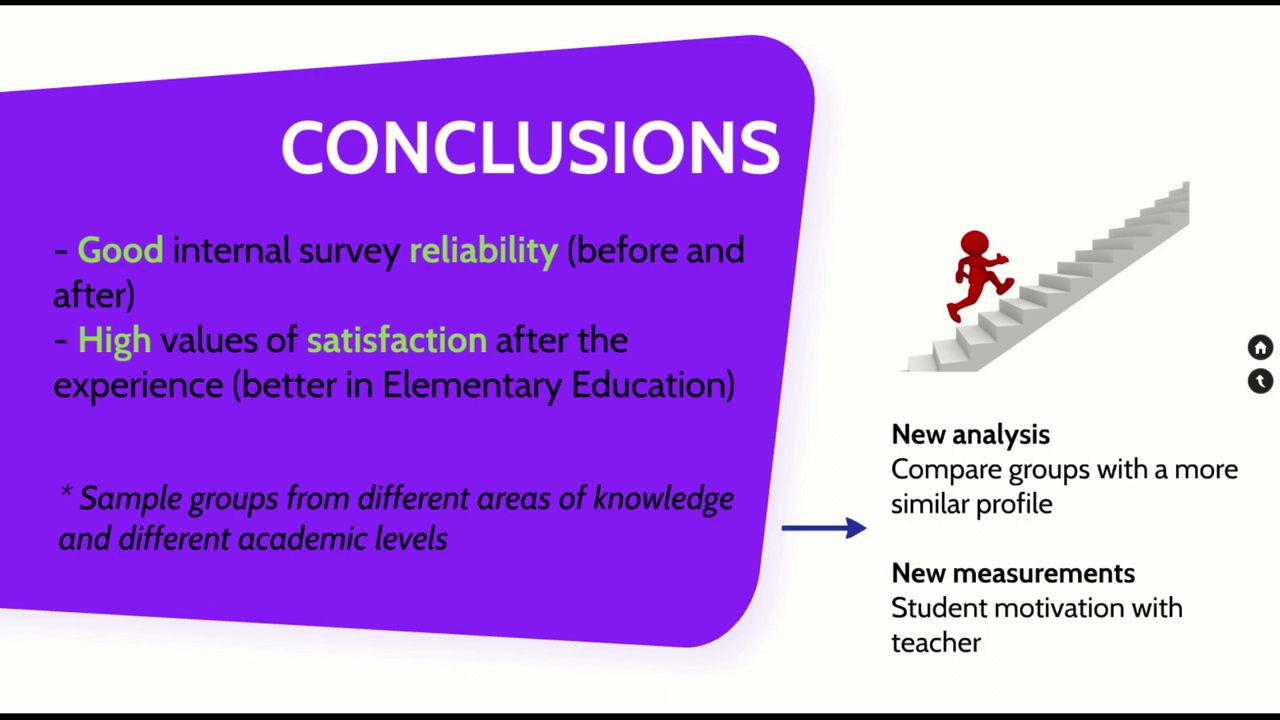 CONCLUSIONS
- Good internal survey reliability (before and
after)
- High values of satisfaction after the
experience (better in Elementary Education)
* Sample groups from different areas of knowledge
and different academic levels
New analysis
Compare groups with a more
similar profile
New measurements
Student motivation with
teacher